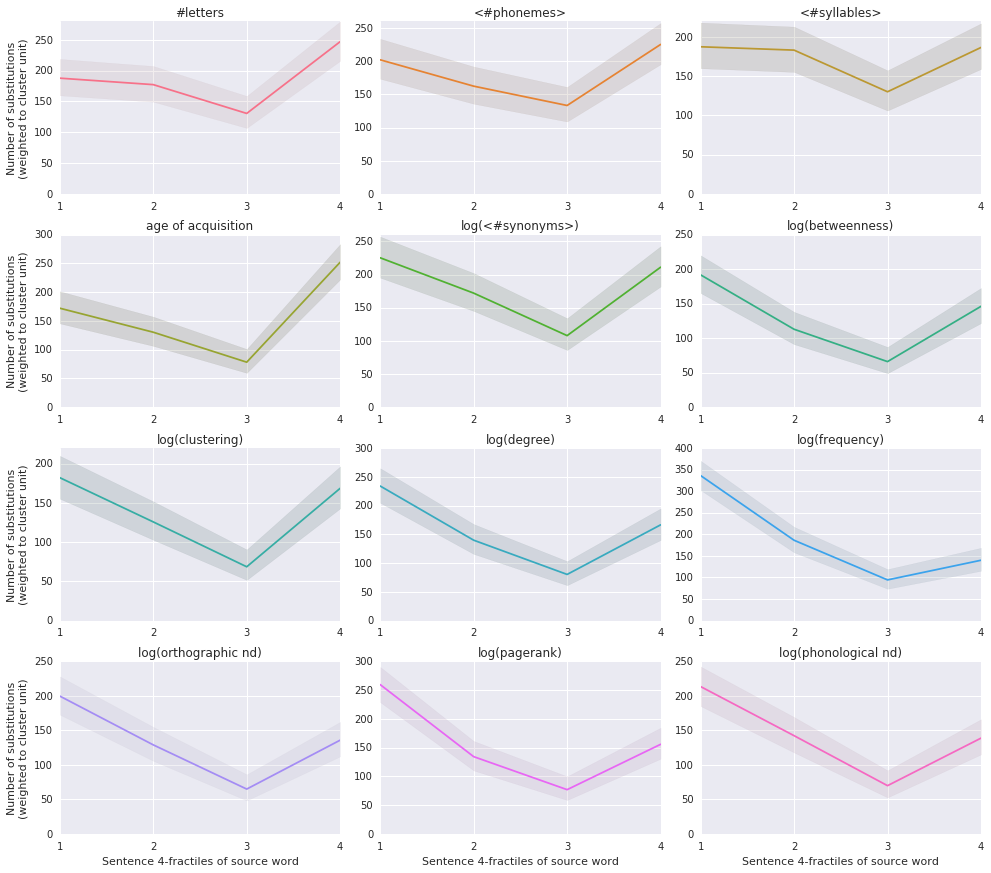 #letters
<#phonemes>
<#syllables>
Number of substitutions
(weighted to cluster unit)
250
200
150
100
50
0
1 2 3 4
250
200
150
100
50
0
1 2 3 4
200
150
100
50
0
1 2 3 4
age of acquisition
log(<#synonyms>)
log(betweenness)
Number of substitutions
(weighted to cluster unit)
300
250
200
150
100
50
0
1 2 3 4
250
200
150
100
50
0
1 2 3 4
250
200
150
100
50
0
1 2 3 4
log(clustering)
log(degree)
log(frequency)
Number of substitutions
(weighted to cluster unit)
200
150
100
50
0
1 2 3 4
300
250
200
150
100
50
0
1 2 3 4
400
350
300
250
200
150
100
50
0
1 2 3 4
log(orthographic nd)
log(pagerank)
log(phonological nd)
Number of substitutions
(weighted to cluster unit)
250
200
150
100
50
0
1 2 3 4
300
250
200
150
100
50
0
1 2 3 4
250
200
150
100
50
0
1 2 3 4
Sentence 4-fractiles of source word
Sentence 4-fractiles of source word
Sentence 4-fractiles of source word